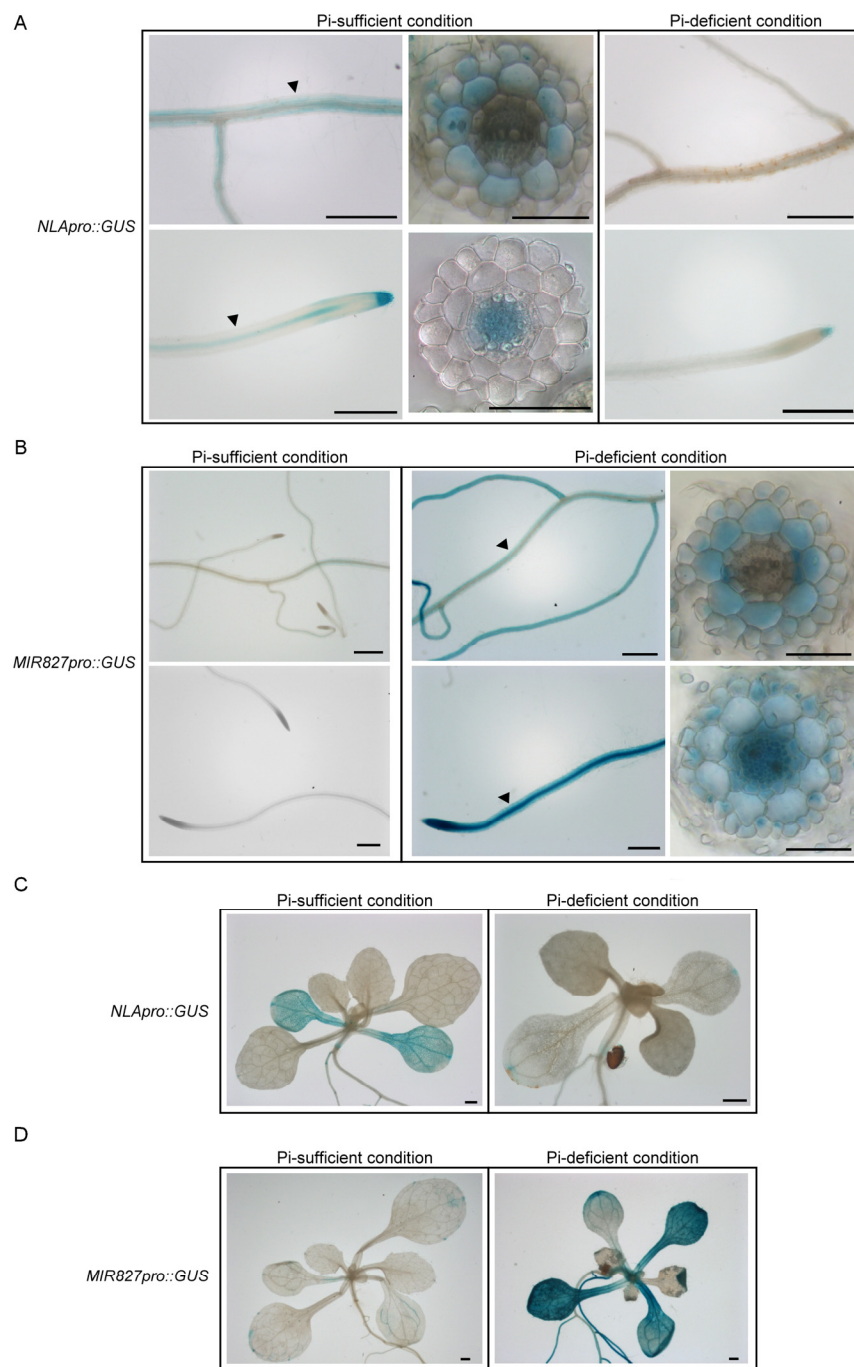 A
Pi-sufficient condition
Pi-deficient condition
NLApro::GUS
B
Pi-sufficient condition
Pi-deficient condition
MIR827pro::GUS
C
Pi-sufficient condition
Pi-deficient condition
NLApro::GUS
D
Pi-sufficient condition
Pi-deficient condition
MIR827pro::GUS